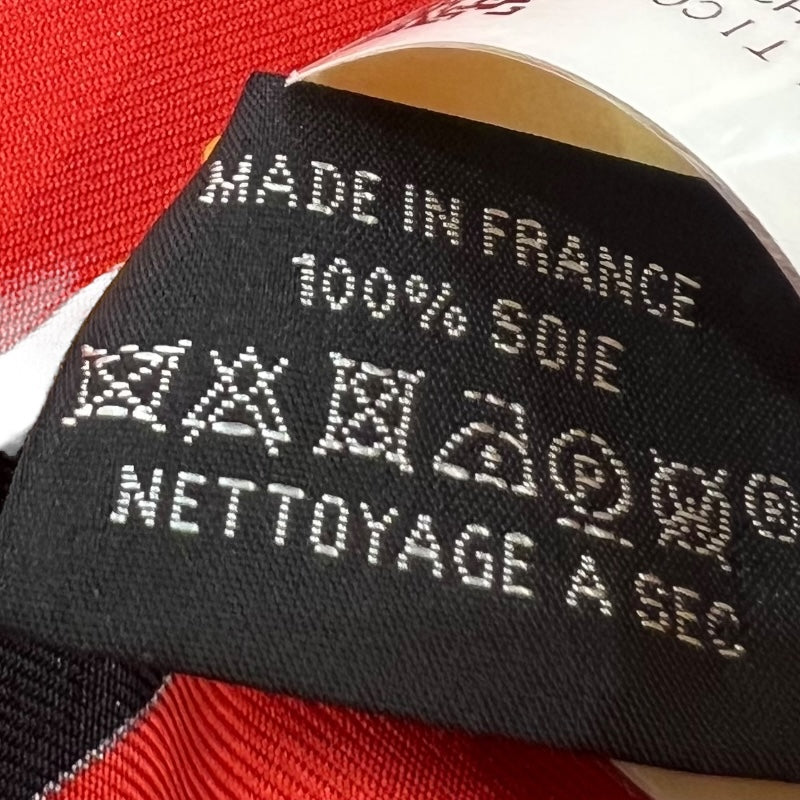 MADE IN FRANCE
100% SOIE
NETTOYAGE A SEC